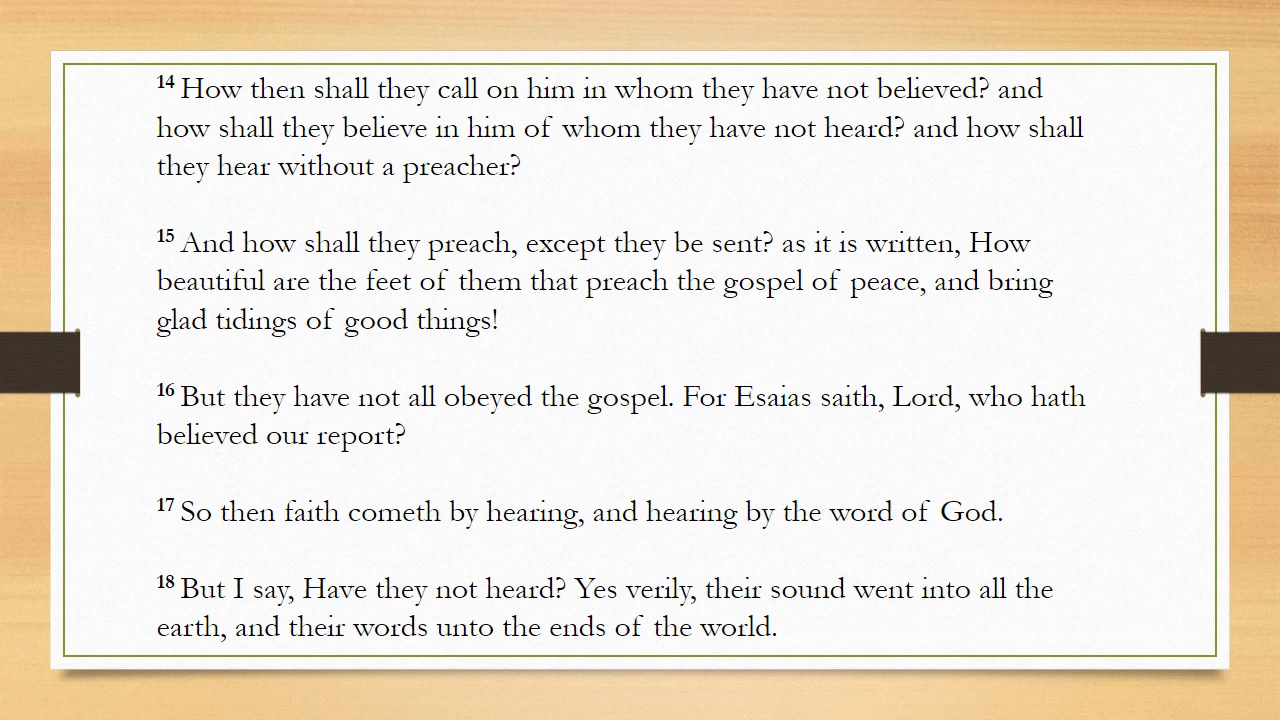 14 How then shall they call on him in whom they have not believed? and
how shall they believe in him of whom they have not heard? and how shall
they hear without a preacher?
15 And how shall they preach, except they be sent? as it is written, How
beautiful are the feet of them that preach the gospel of peace, and bring
glad tidings of good things!
16 But they have not all obeyed the gospel. For Esaias saith, Lord, who hath
believed our report?
17 So then faith cometh by hearing, and hearing by the word of God.
18 But I say, Have they not heard? Yes verily, their sound went into all the
earth, and their words unto the ends of the world.